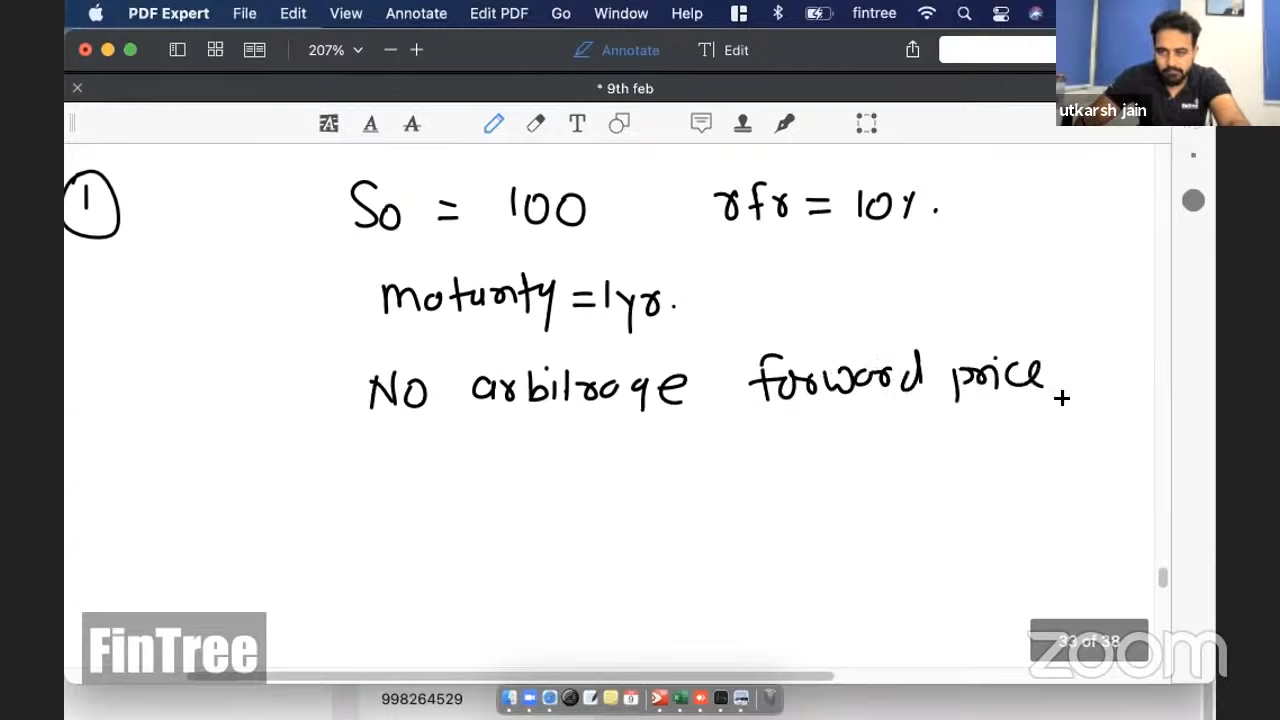 PDF Expert File Edit View Annotate Edit PDF Go Window Help fintree
207% Annotate T Edit
* 9th feb
utkarsh jain
1
S0 = 100 rfr = 10%.
maturity = 1yr.
No arbitrage forward price
33 of 38
FinTree
zoom
998264529